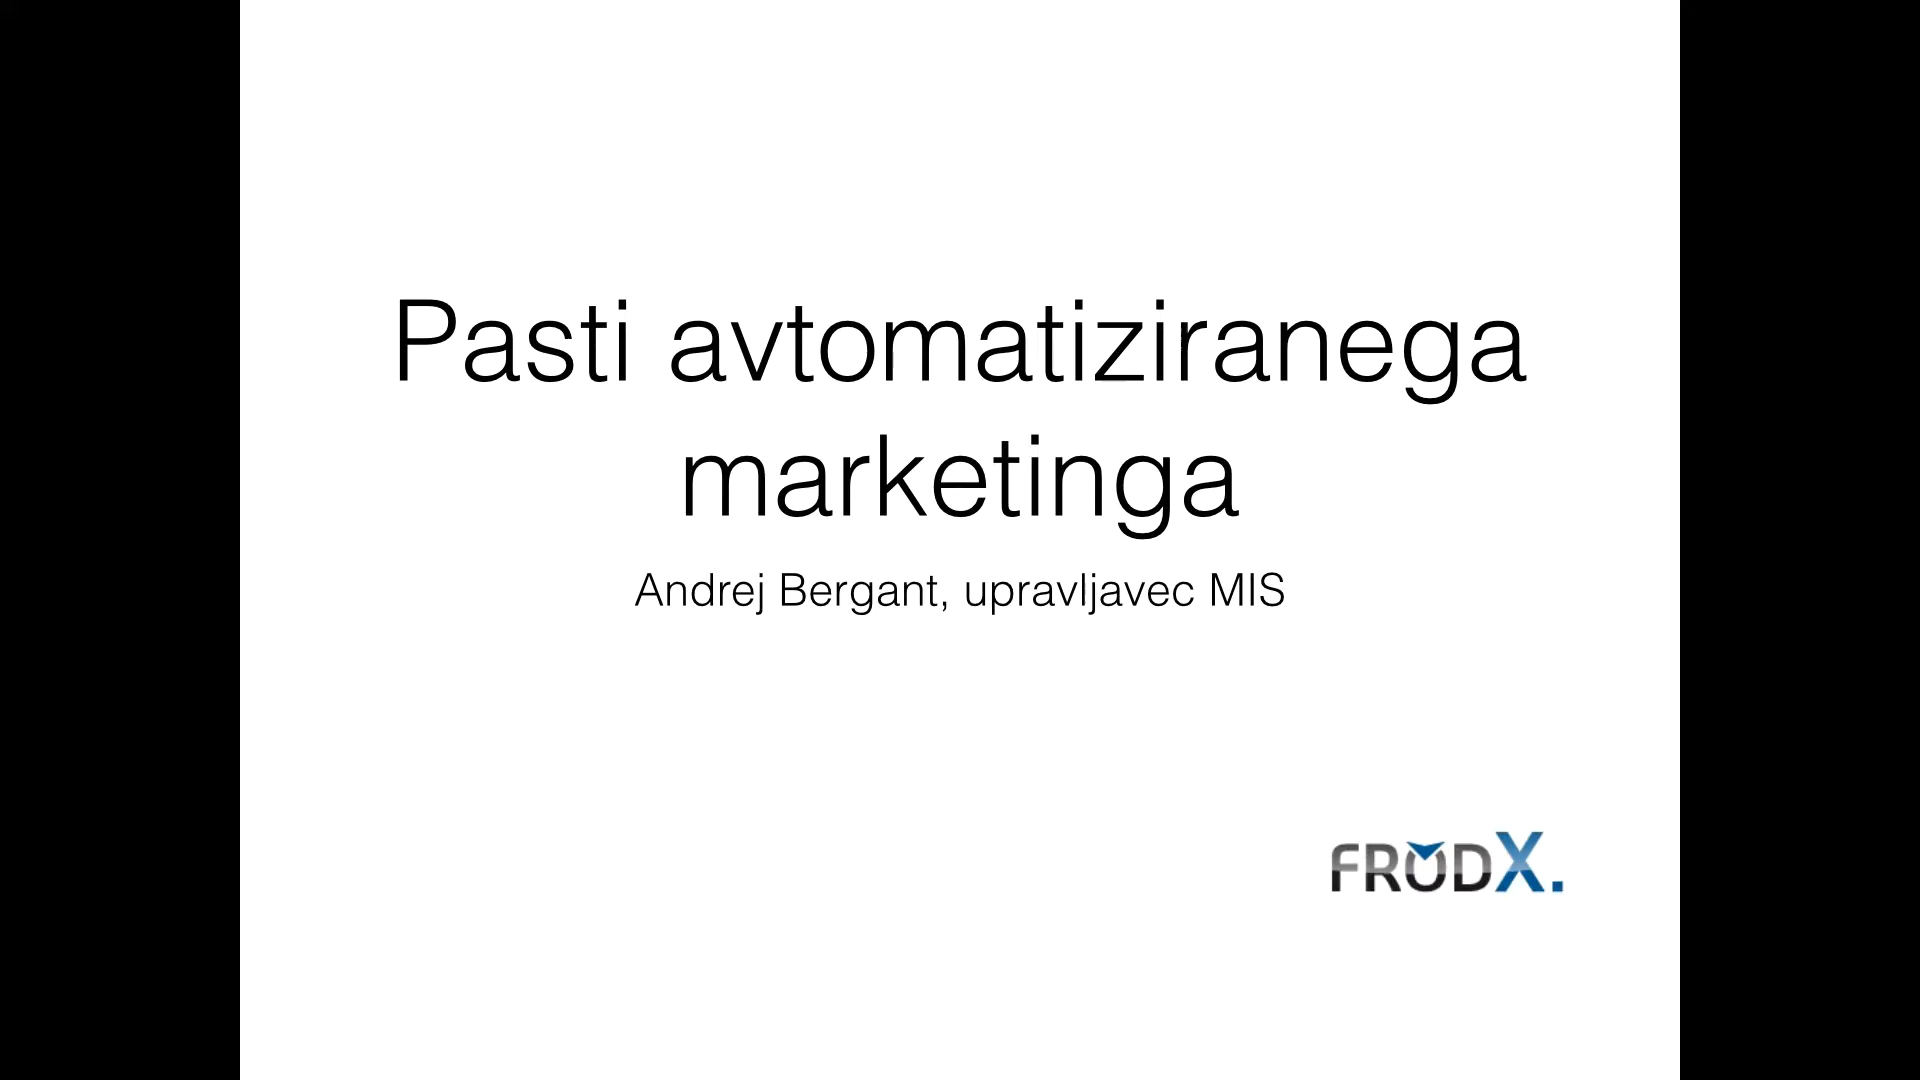 Pasti avtomatiziranega
marketinga
Andrej Bergant, upravljavec MIS
FRODX.